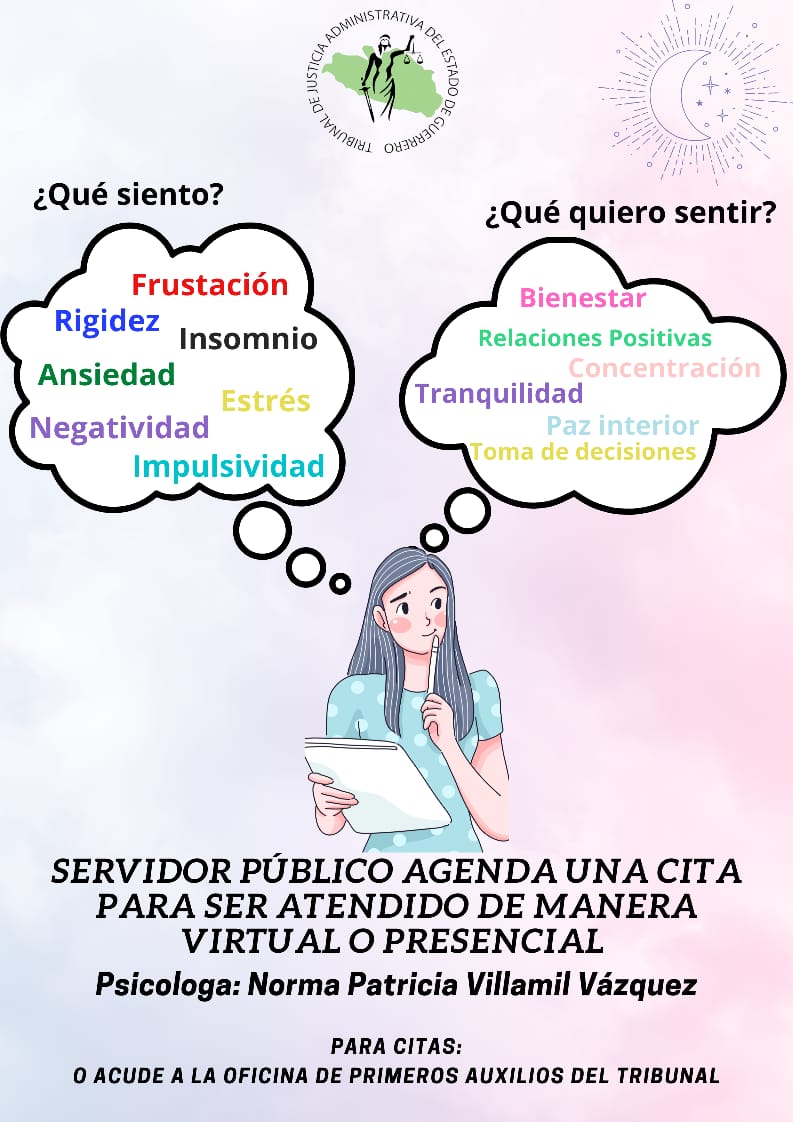 TRIBUNAL DE JUSTICIA ADMINISTRATIVA DEL ESTADO DE GUERRERO
¿Qué siento?
Frustación
Rigidez
Insomnio
Ansiedad
Estrés
Negatividad
Impulsividad
¿Qué quiero sentir?
Bienestar
Relaciones Positivas
Concentración
Tranquilidad
Paz interior
Toma de decisiones
SERVIDOR PÚBLICO AGENDA UNA CITA
PARA SER ATENDIDO DE MANERA
VIRTUAL O PRESENCIAL
Psicologa: Norma Patricia Villamil Vázquez
PARA CITAS:
O ACUDE A LA OFICINA DE PRIMEROS AUXILIOS DEL TRIBUNAL